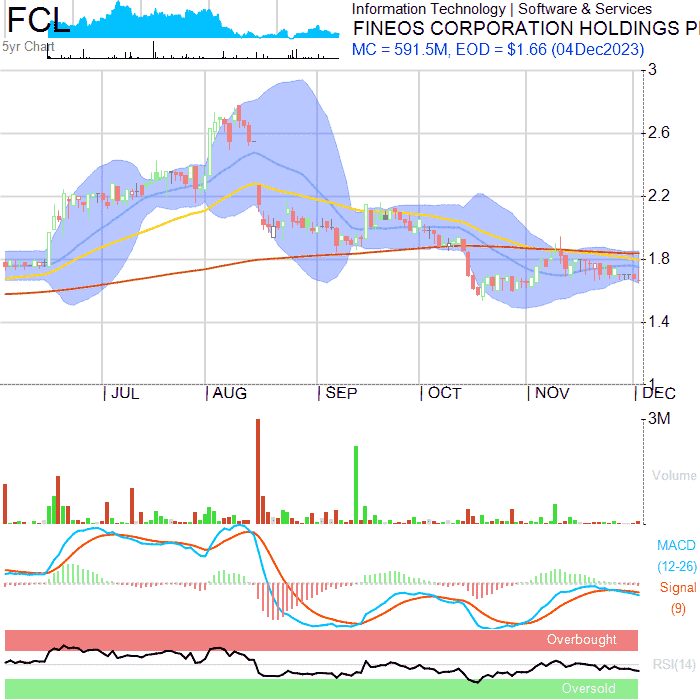 FCL
5yr Chart
Information Technology | Software & Services
FINEOS CORPORATION HOLDINGS P
MC = 591.5M, EOD = $1.66 (04Dec2023)
3
2.6
2.2
1.8
1.4
1
JUL AUG SEP OCT NOV DEC
3M
Volume
MACD
(12-26)
Signal
(9)
Overbought
RSI(14)
Oversold